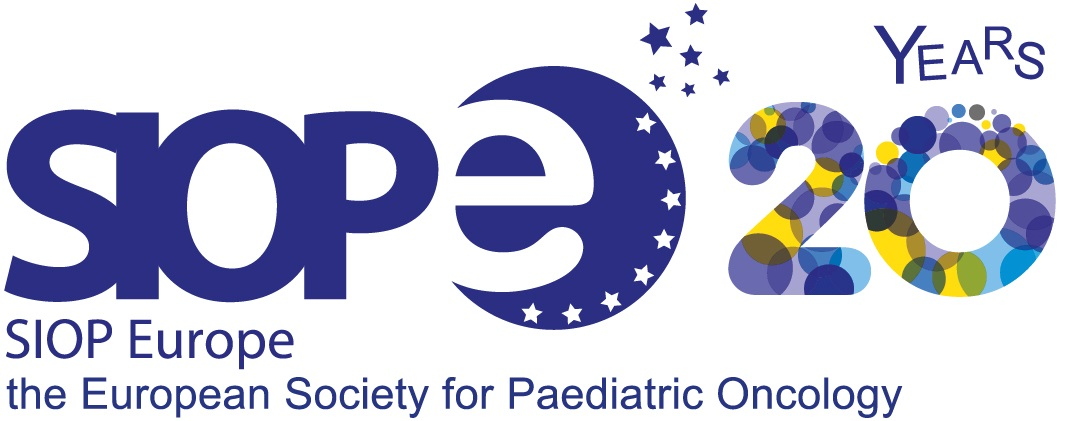 SIOPe
20 YEARS
SIOP Europe
the European Society for Paediatric Oncology